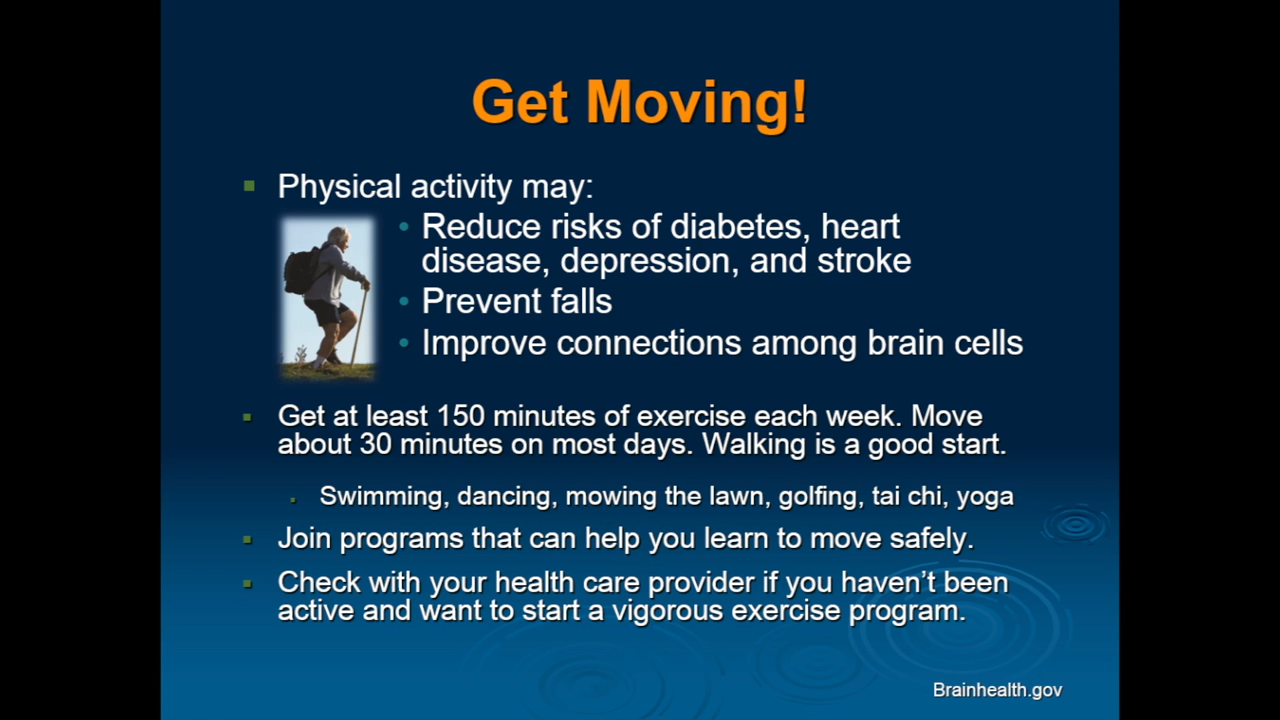 Get Moving!
Physical activity may:
Reduce risks of diabetes, heart
disease, depression, and stroke
Prevent falls
Improve connections among brain cells
Get at least 150 minutes of exercise each week. Move
about 30 minutes on most days. Walking is a good start.
Swimming, dancing, mowing the lawn, golfing, tai chi, yoga
Join programs that can help you learn to move safely.
Check with your health care provider if you haven’t been
active and want to start a vigorous exercise program.
Brainhealth.gov